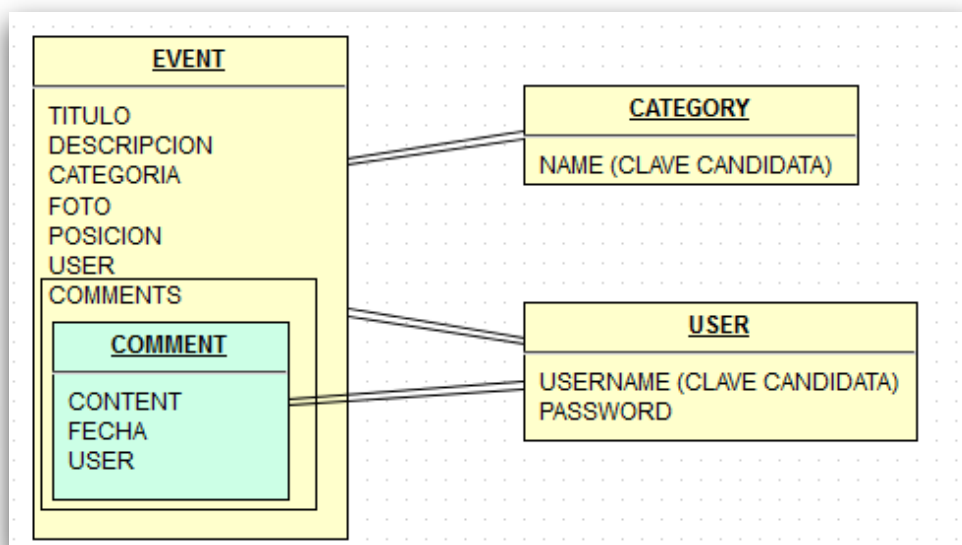 EVENT
TITULO
DESCRIPCION
CATEGORIA
FOTO
POSICION
USER
COMMENTS
COMMENT
CONTENT
FECHA
USER
CATEGORY
NAME (CLAVE CANDIDATA)
USER
USERNAME (CLAVE CANDIDATA)
PASSWORD